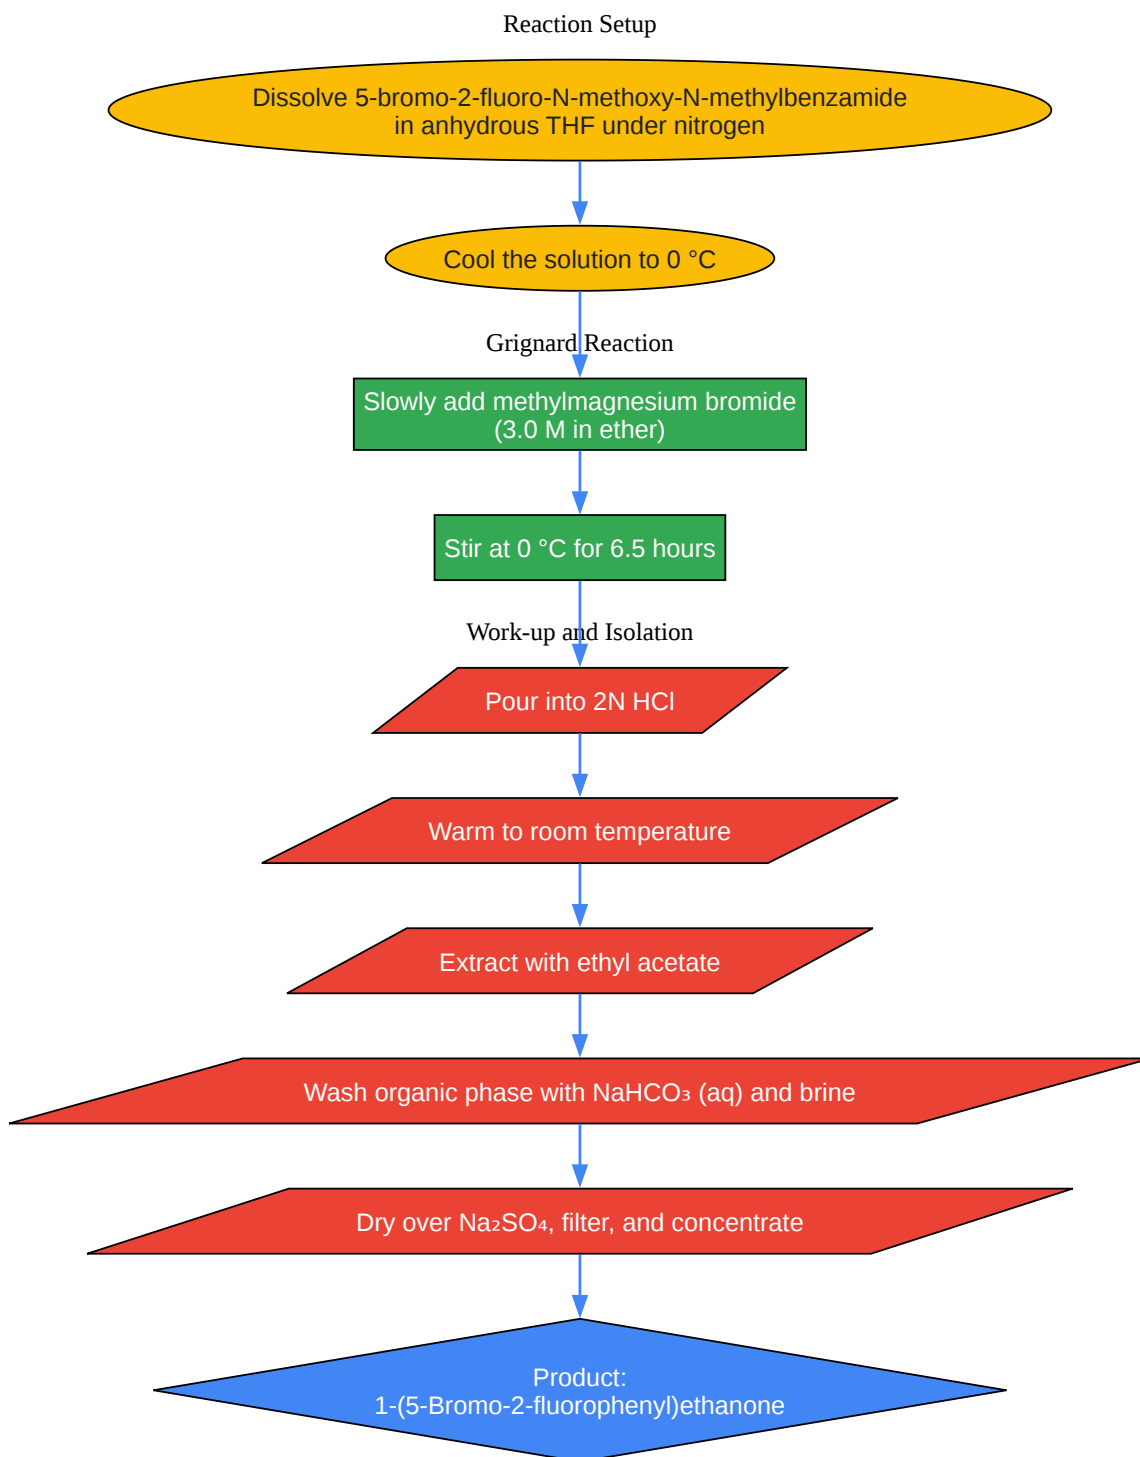 Reaction Setup
Dissolve 5-bromo-2-fluoro-N-methoxy-N-methylbenzamide
in anhydrous THF under nitrogen
Cool the solution to 0 °C
Grignard Reaction
Slowly add methylmagnesium bromide
(3.0 M in ether)
Stir at 0 °C for 6.5 hours
Work-up and Isolation
Pour into 2N HCl
Warm to room temperature
Extract with ethyl acetate
Wash organic phase with NaHCO₃ (aq) and brine
Dry over Na₂SO₄, filter, and concentrate
Product:
1-(5-Bromo-2-fluorophenyl)ethanone